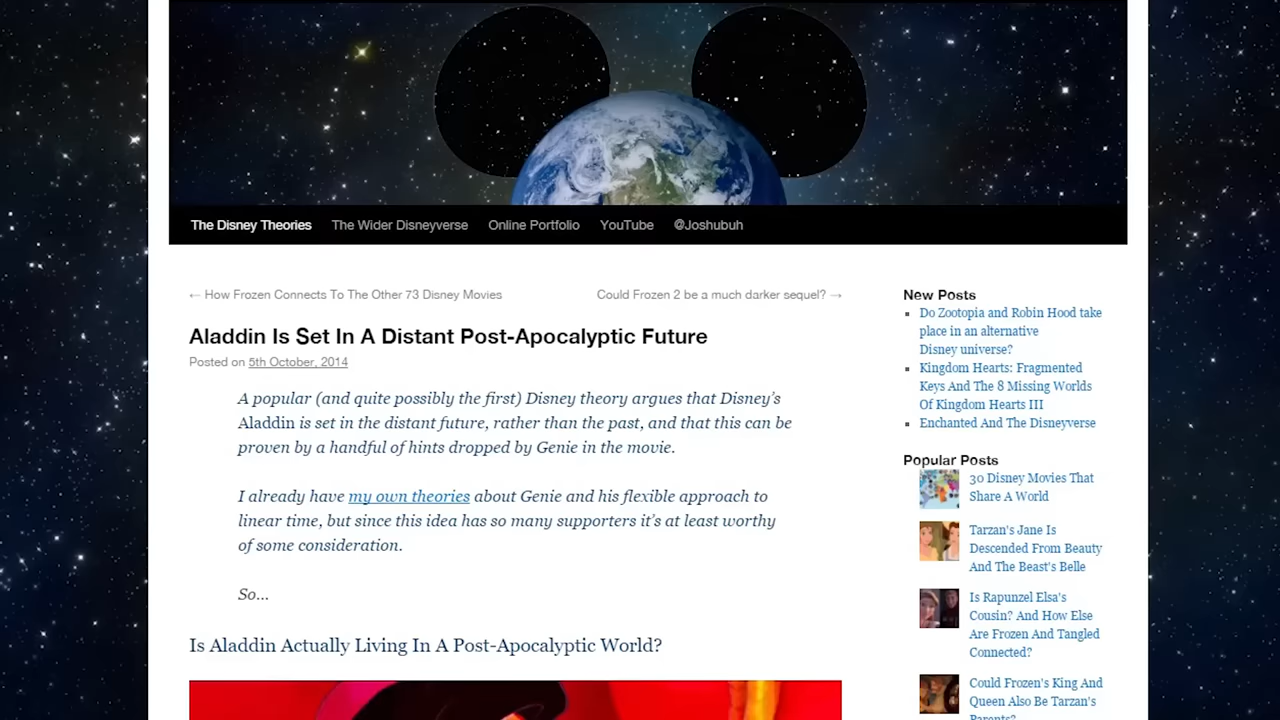 The Disney Theories The Wider Disneyverse Online Portfolio YouTube @Joshubuh
← How Frozen Connects To The Other 73 Disney Movies
Could Frozen 2 be a much darker sequel? →
Aladdin Is Set In A Distant Post-Apocalyptic Future
Posted on 5th October, 2014
A popular (and quite possibly the first) Disney theory argues that Disney's
Aladdin is set in the distant future, rather than the past, and that this can be
proven by a handful of hints dropped by Genie in the movie.
I already have my own theories about Genie and his flexible approach to
linear time, but since this idea has so many supporters it's at least worthy
of some consideration.
So...
Is Aladdin Actually Living In A Post-Apocalyptic World?
New Posts
Do Zootopia and Robin Hood take
place in an alternative
Disney universe?
Kingdom Hearts: Fragmented
Keys And The 8 Missing Worlds
Of Kingdom Hearts III
Enchanted And The Disneyverse
Popular Posts
30 Disney Movies That
Share A World
Tarzan's Jane Is
Descended From Beauty
And The Beast's Belle
Is Rapunzel Elsa's
Cousin? And How Else
Are Frozen And Tangled
Connected?
Could Frozen's King And
Queen Also Be Tarzan's
Parents?